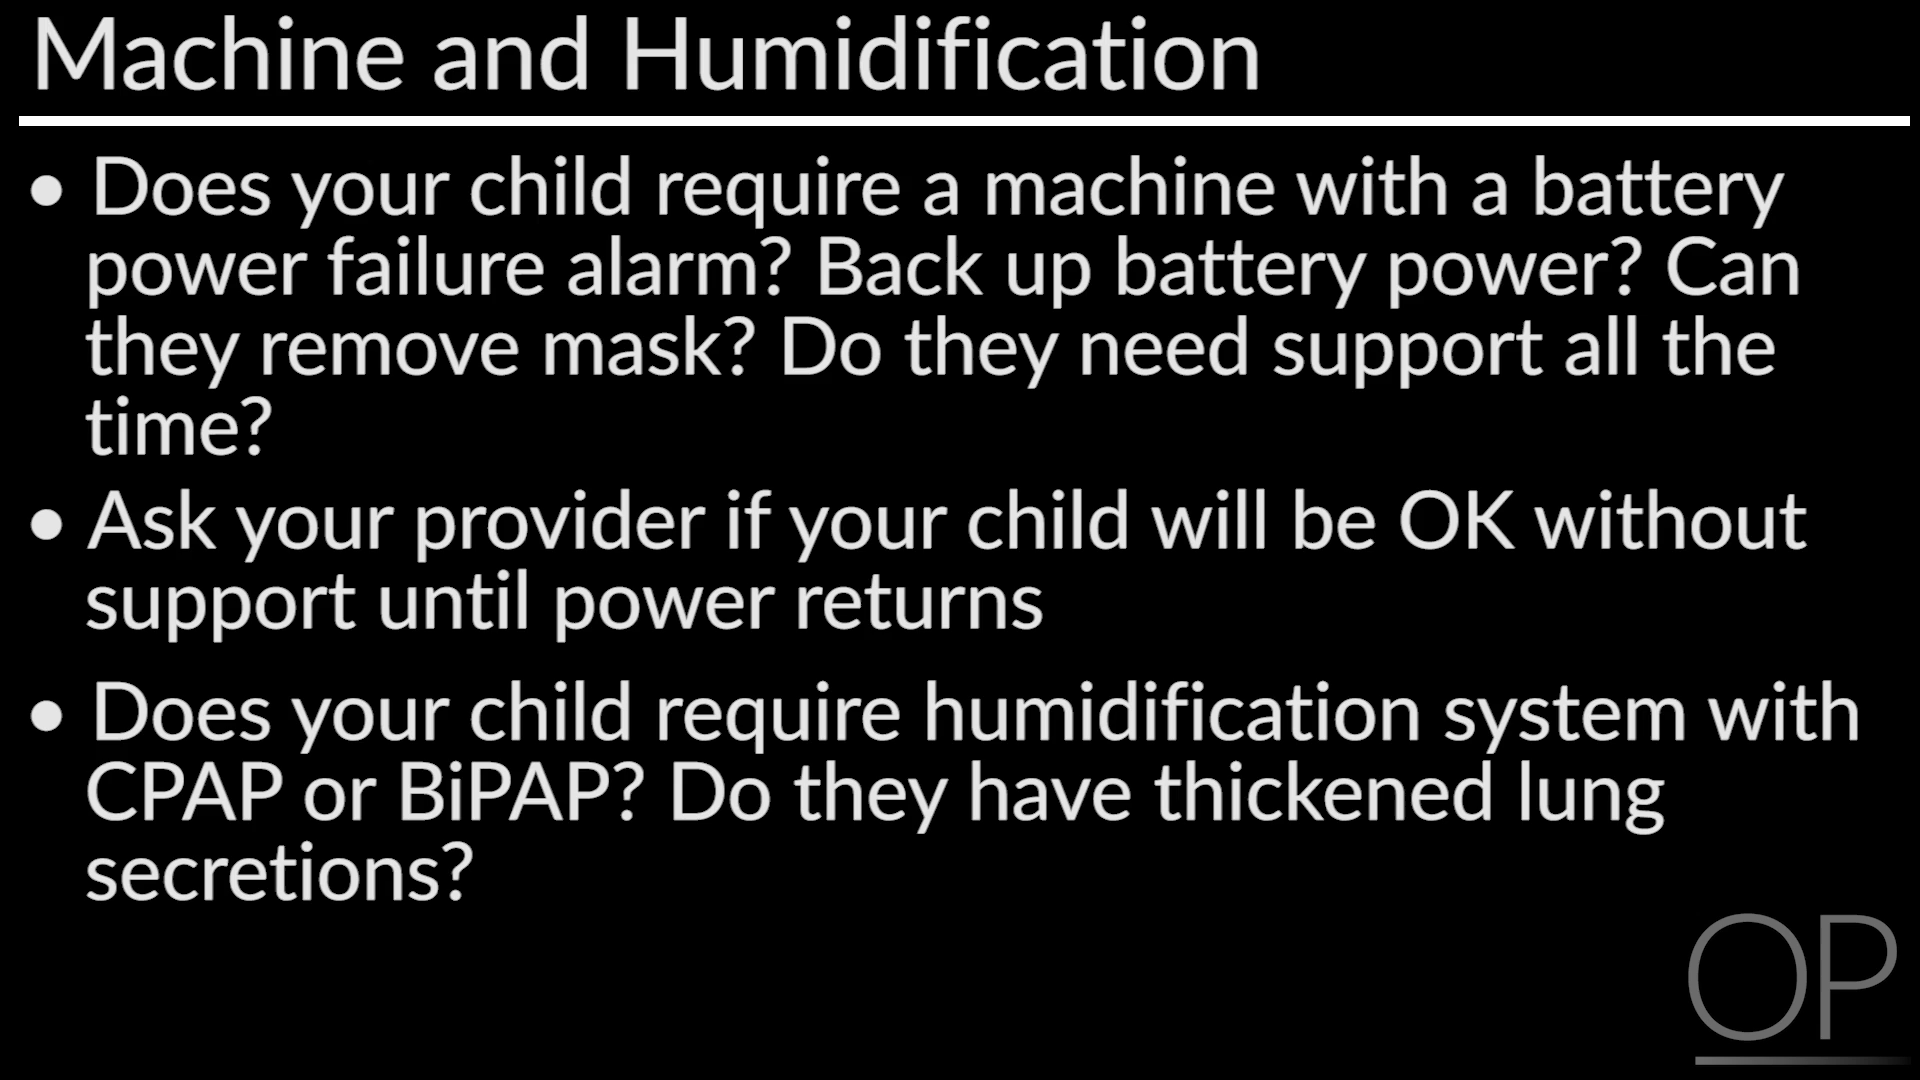 Machine and Humidification
• Does your child require a machine with a battery
power failure alarm? Back up battery power? Can
they remove mask? Do they need support all the
time?
• Ask your provider if your child will be OK without
support until power returns
• Does your child require humidification system with
CPAP or BiPAP? Do they have thickened lung
secretions?
OP